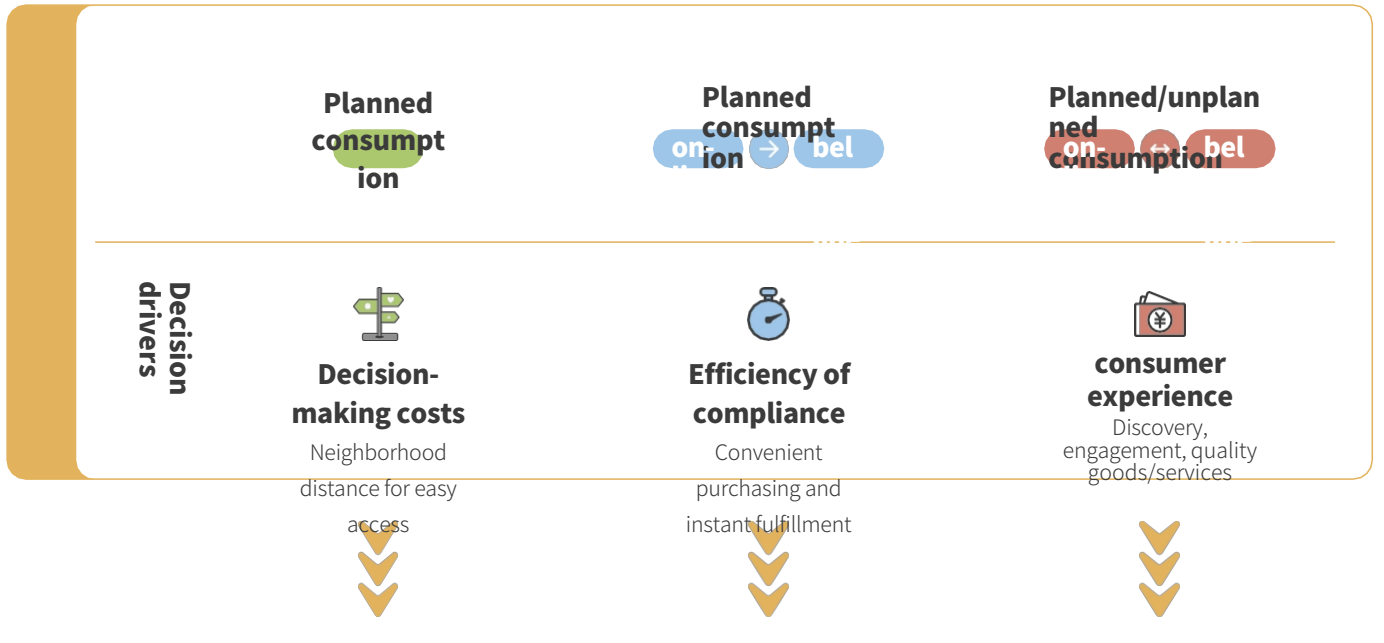 Planned
consumpt
ion
Planned
consumpt
ion
on-
bel
Planned/unplan
ned
consumption
on-
bel
Decision
drivers
Decision-
making costs
Neighborhood
distance for easy
access
Efficiency of
compliance
Convenient
purchasing and
instant fulfillment
consumer
experience
Discovery,
engagement, quality
goods/services